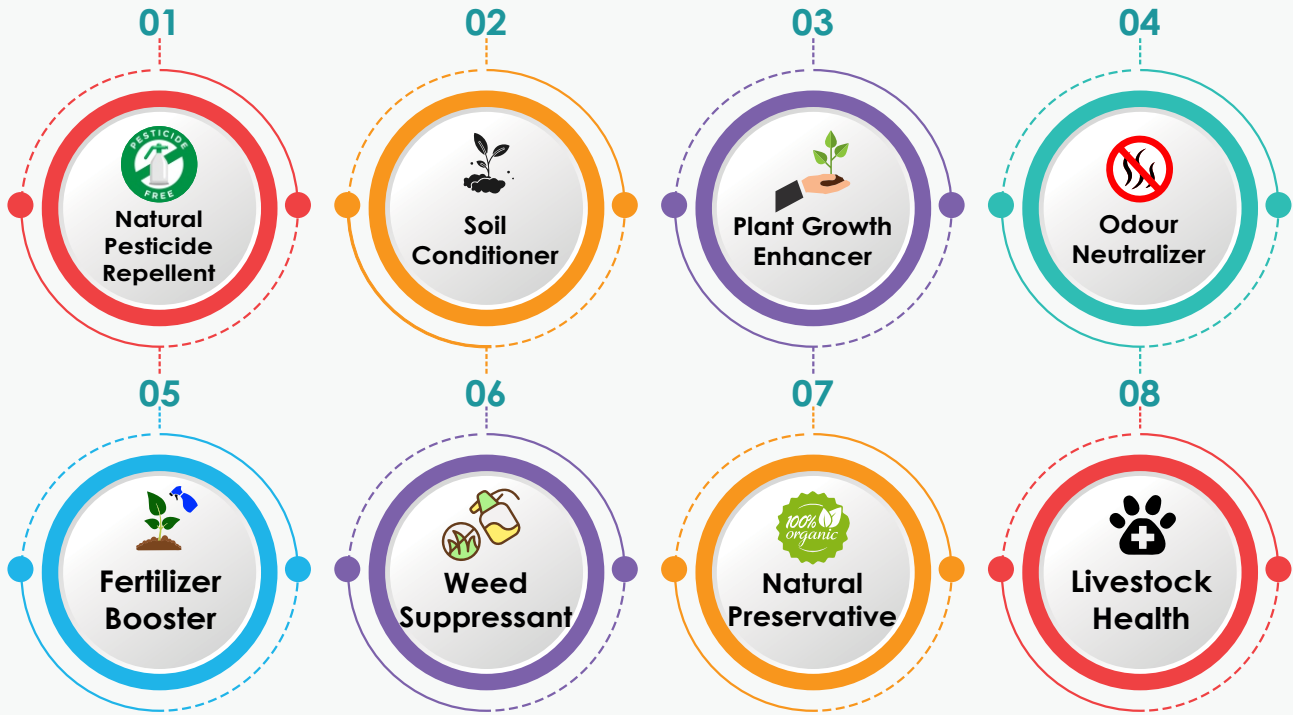 01
02
03
04
PESTICIDE
FREE
Natural
Pesticide
Repellent
Soil
Conditioner
Plant Growth
Enhancer
Odour
Neutralizer
05
06
07
08
Fertilizer
Booster
Weed
Suppressant
100%
organic
Natural
Preservative
Livestock
Health